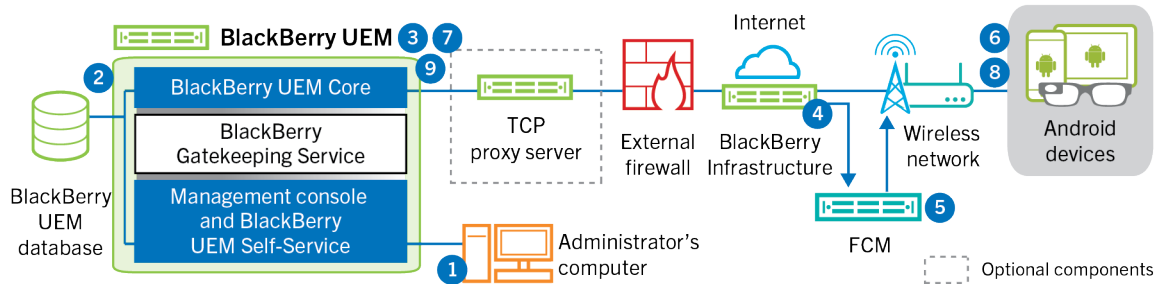 BlackBerry UEM 3 7
2
9
BlackBerry UEM Core
BlackBerry
Gatekeeping Service
Management console
and BlackBerry
UEM Self-Service
BlackBerry
UEM
database
TCP
proxy server
External
firewall
Internet
4
BlackBerry
Infrastructure
Wireless
network
6
8
Android
devices
5
FCM
1
Administrator’s
computer
Optional components